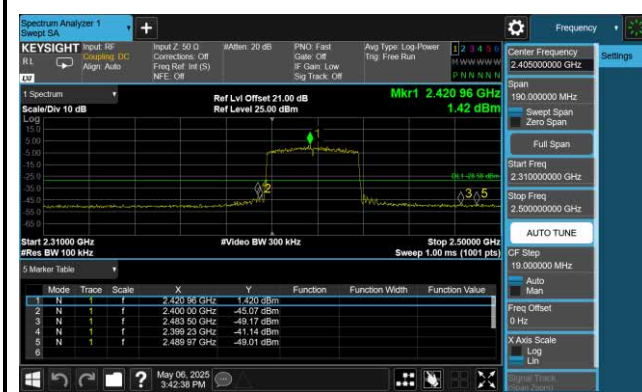 Spectrum Analyzer 1
Swept SA
Frequency
KEYSIGHT
Input: RF
Coupling: DC
Align: Auto
Input Z: 50 Ω
Corrections: Off
Freq Ref: Int (S)
NFE: Off
#Atten: 20 dB
PNO: Fast
Gate: Off
IF Gain: Low
Sig Track: Off
Avg Type: Log-Power
Trig: Free Run
1 2 3 4 5 6
M W W W W W
P N N N N N
RL
LXI
Center Frequency
2.405000000 GHz
Settings
1 Spectrum
Scale/Div 10 dB
Ref Lvl Offset 21.00 dB
Ref Level 25.00 dBm
Mkr1 2.420 96 GHz
1.42 dBm
Span
190.000000 MHz
Swept Span
Zero Span
Full Span
Log
15.0
5.00
-5.00
-15.0
-25.0
-35.0
-45.0
-55.0
-65.0
1
2
3
5
DL1 -28.58 dBm
Start Freq
2.310000 GHz
Stop Freq
2.500000000 GHz
AUTO TUNE
Start 2.31000 GHz
#Res BW 100 kHz
#Video BW 300 kHz
Stop 2.50000 GHz
Sweep 1.00 ms (1001 pts)
CF Step
19.000000 MHz
Auto
Man
5 Marker Table
Mode Trace Scale X Y Function Function Width Function Value
1 N 1 f 2.420 96 GHz 1.420 dBm
2 N 1 f 2.400 00 GHz -45.07 dBm
3 N 1 f 2.483 50 GHz -49.17 dBm
4 N 1 f 2.399 23 GHz -41.14 dBm
5 N 1 f 2.489 97 GHz -49.01 dBm
6
Freq Offset
0 Hz
X Axis Scale
Log
Lin
Signal Track
(Span Zoom)
May 06, 2025
3:42:38 PM